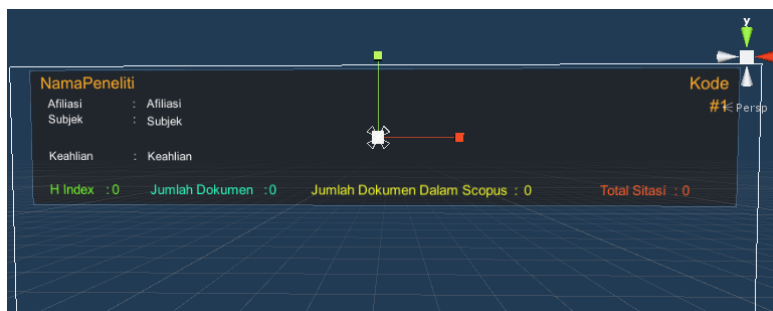 y
NamaPeneliti Kode
Afiliasi : Afiliasi #1
Subjek : Subjek
< Persp
Keahlian : Keahlian
H Index : 0 Jumlah Dokumen : 0 Jumlah Dokumen Dalam Scopus : 0 Total Sitasi : 0